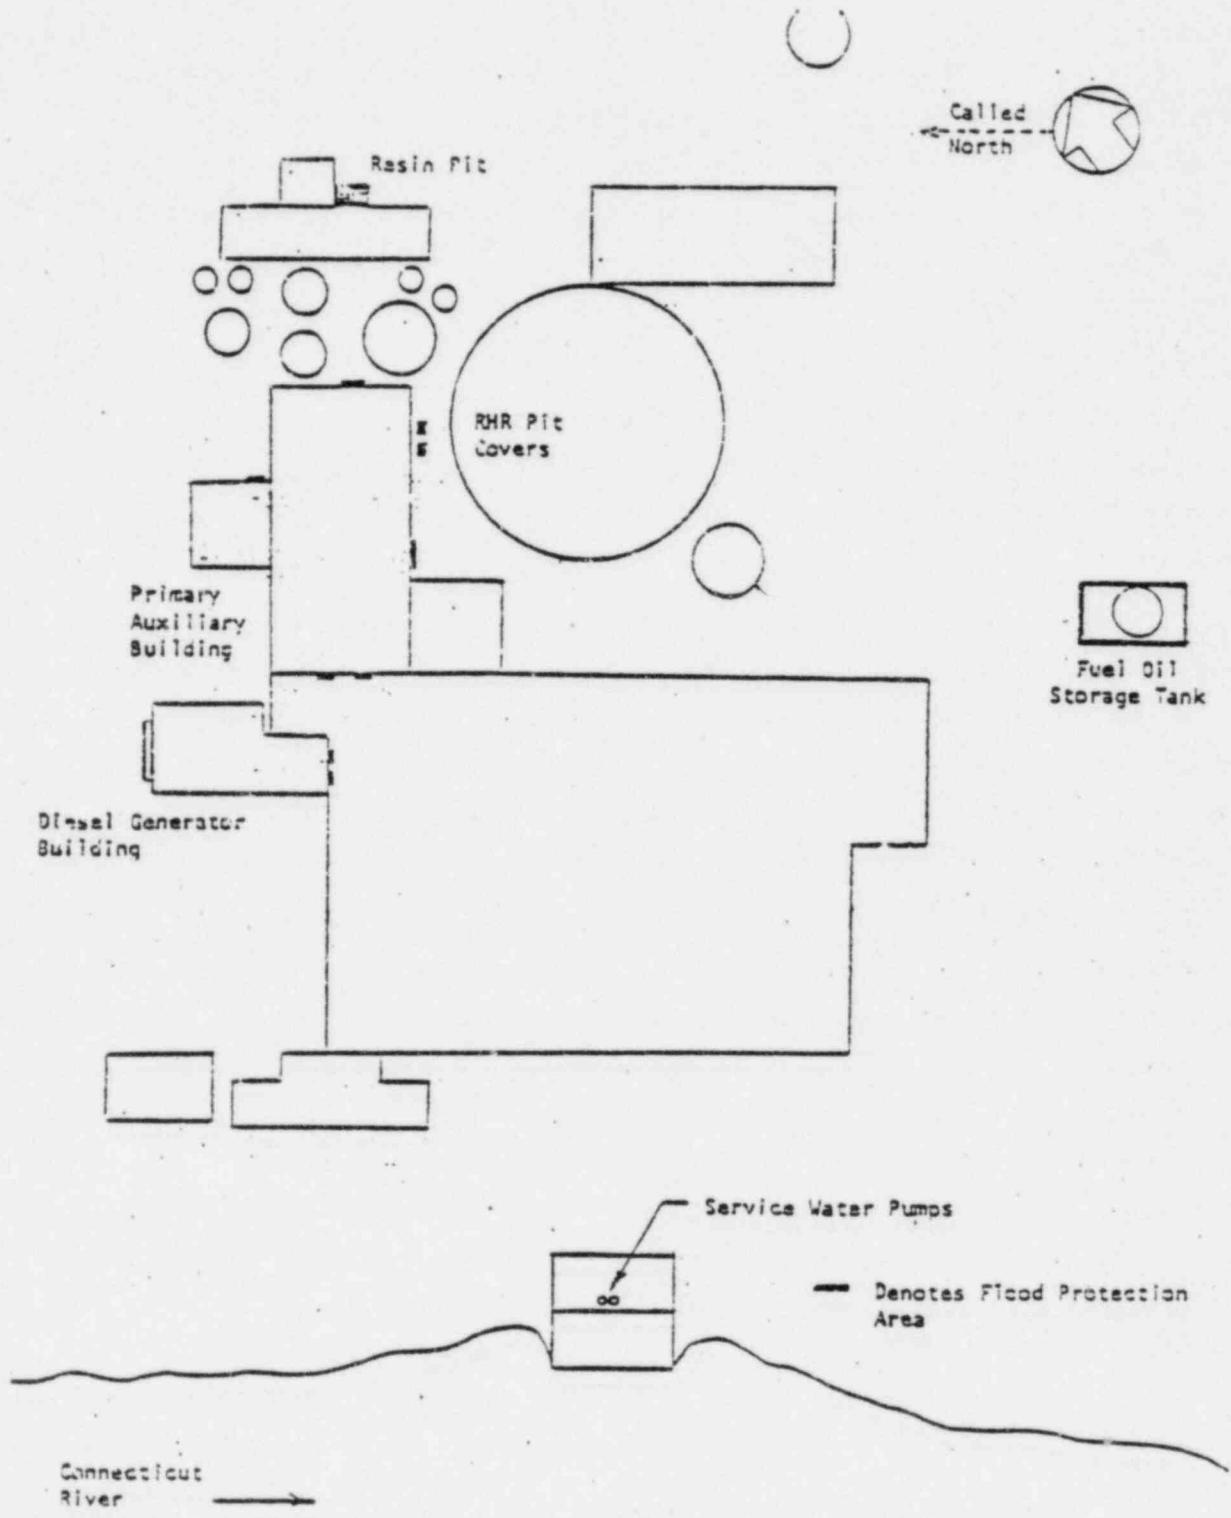 Called
North
Resin Pit
RHR Pit
Covers
Primary
Auxiliary
Building
Fuel Oil
Storage Tank
Diesel Generator
Building
Service Water Pumps
Denotes Flood Protection
Area
Connecticut
River